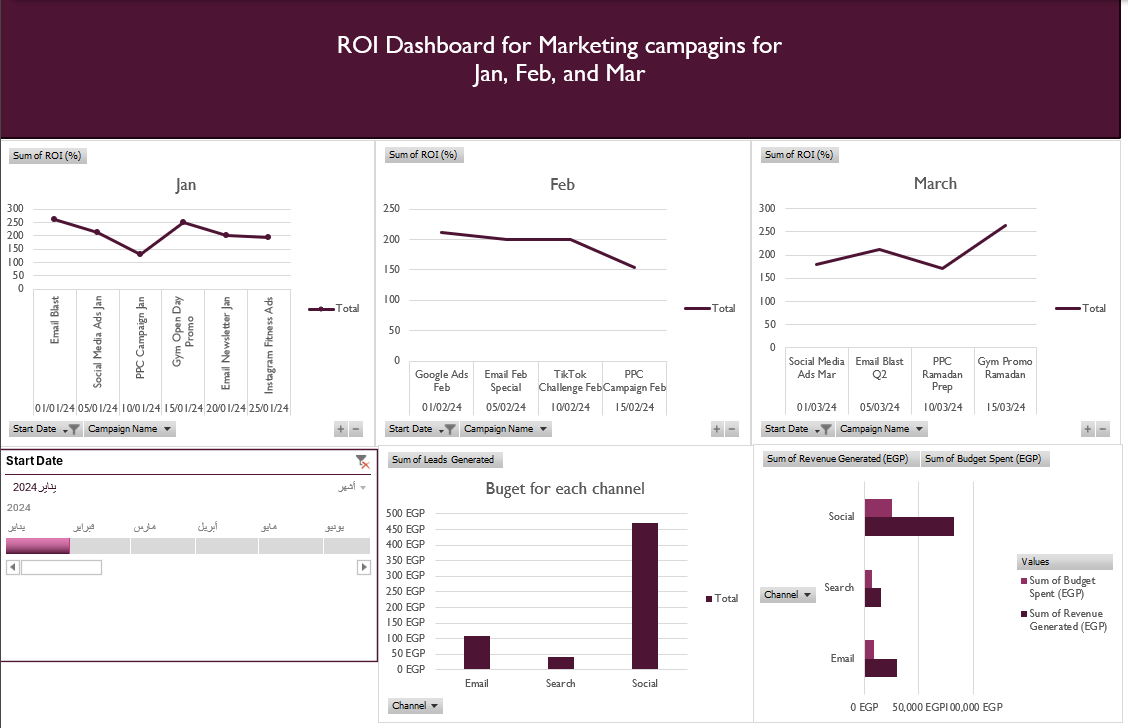 ROI Dashboard for Marketing campagins for
Jan, Feb, and Mar
Sum of ROI (%)
Jan
300
250
200
150
100
50
0
Email Blast
Social Media Ads Jan
PPC Campaign Jan
Gym Open Day
Promo
Email Newsletter Jan
Instagram Fitness Ads
01/01/24 05/01/24 10/01/24 15/01/24 20/01/24 25/01/24
Total
Start Date
Campaign Name
+ −
Sum of ROI (%)
Feb
250
200
150
100
50
0
Google Ads
Feb
Email Feb
Special
TikTok
Challenge Feb
PPC
Campaign Feb
01/02/24 05/02/24 10/02/24 15/02/24
Total
Start Date
Campaign Name
+ −
Sum of ROI (%)
March
300
250
200
150
100
50
0
Social Media
Ads Mar
Email Blast
Q2
PPC
Ramadan
Prep
Gym Promo
Ramadan
01/03/24 05/03/24 10/03/24 15/03/24
Total
Start Date
Campaign Name
+ −
Start Date
يناير 2024
أشهر
2024
يناير فبراير مارس أبريل مايو يونيو
Sum of Leads Generated
Buget for each channel
500 EGP
450 EGP
400 EGP
350 EGP
300 EGP
250 EGP
200 EGP
150 EGP
100 EGP
50 EGP
0 EGP
Email Search Social
Total
Channel
Sum of Revenue Generated (EGP) Sum of Budget Spent (EGP)
Social
Search
Email
Channel
0 EGP 50,000 EGP 100,000 EGP
Values
Sum of Budget
Spent (EGP)
Sum of Revenue
Generated (EGP)